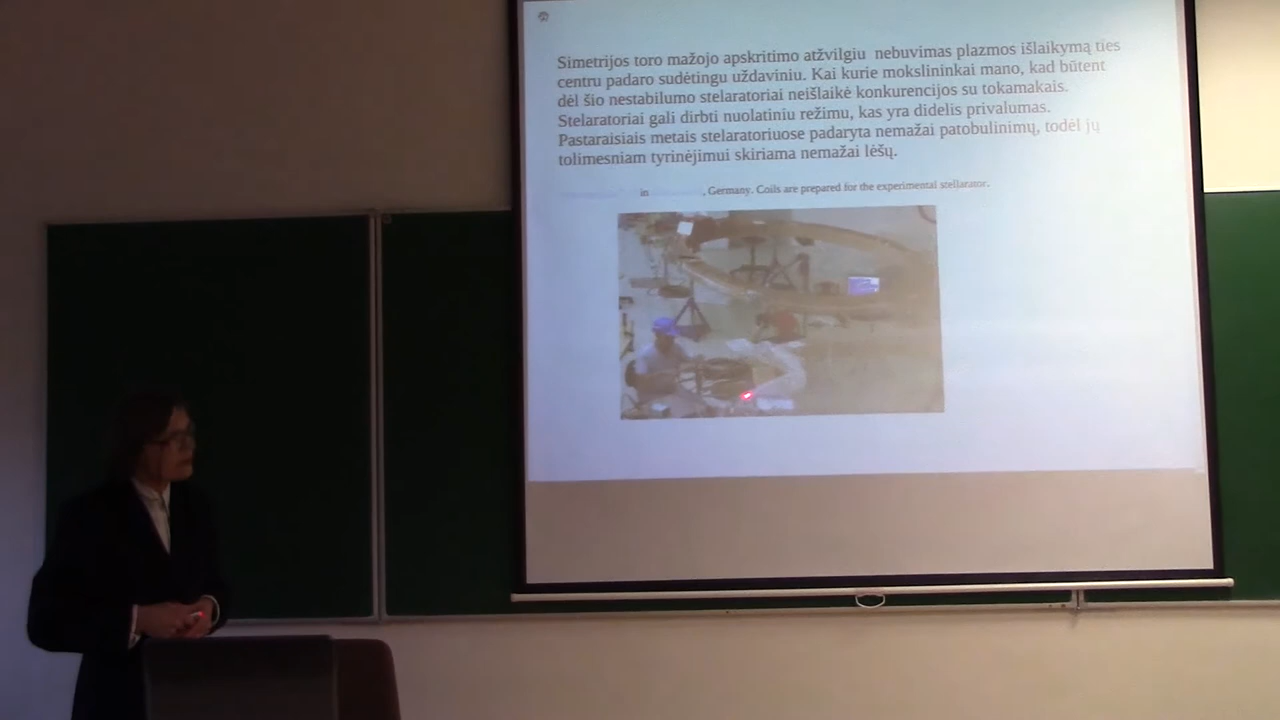 Simetrijos toro mažojo apskritimo atžvilgiu nebuvimas plazmos išlaikymą ties
centru padaro sudėtingu uždaviniu. Kai kurie mokslininkai mano, kad būtent
dėl šio nestabilumo stelaratoriai neišlaikė konkurencijos su tokamakais.
Stelaratoriai gali dirbti nuolatiniu režimu, kas yra didelis privalumas.
Pastaraisiais metais stelaratoriuose padaryta nemažai patobulinimų, todėl jų
tolimesniam tyrinėjimui skiriama nemažai lėšų.
in , Germany. Coils are prepared for the experimental stellarator.